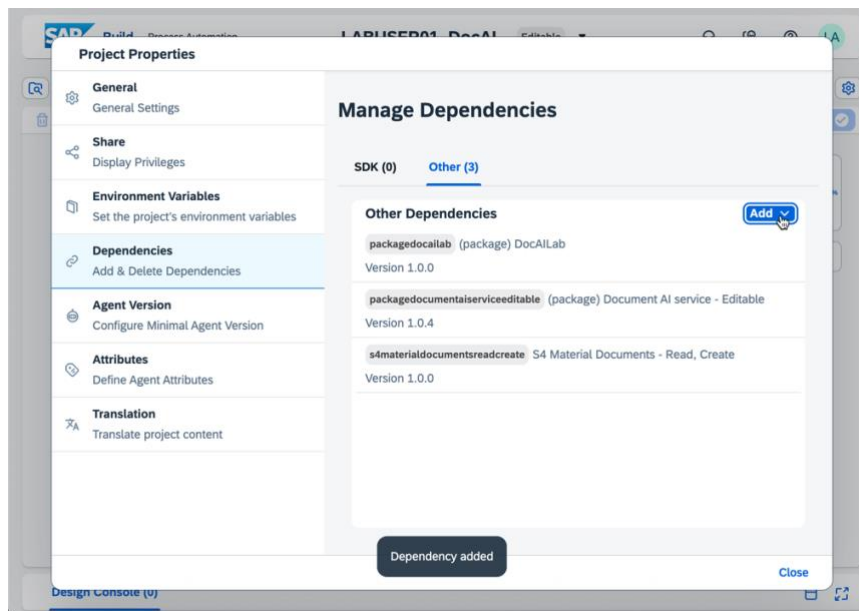 SAP Build Process Automation
LABUSER01_DocAI Editable
LA
Project Properties
General
General Settings
Share
Display Privileges
Environment Variables
Set the project's environment variables
Dependencies
Add & Delete Dependencies
Agent Version
Configure Minimal Agent Version
Attributes
Define Agent Attributes
Translation
Translate project content
Manage Dependencies
SDK (0) Other (3)
Other Dependencies Add
packagedocailab (package) DocAILab
Version 1.0.0
packagedocumentaiserviceeditable (package) Document AI service - Editable
Version 1.0.4
s4materialdocumentsreadcreate S4 Material Documents - Read, Create
Version 1.0.0
Dependency added
Close
Design Console (0)